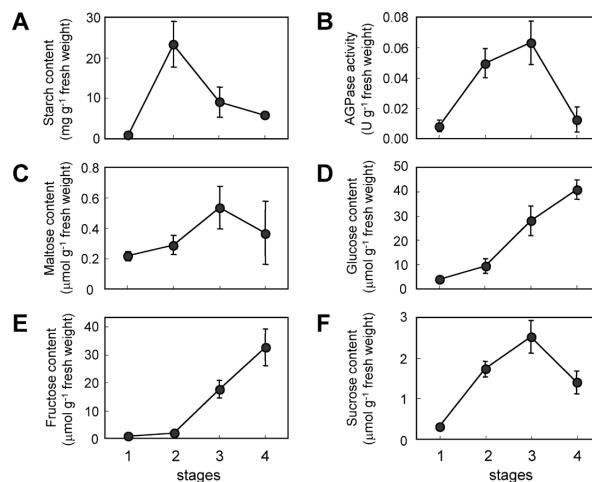 A
Starch content
(mg g⁻¹ fresh weight)
30
20
10
0
B
AGPase activity
(U g⁻¹ fresh weight)
0.08
0.06
0.04
0.02
0.00
C
Maltose content
(μmol g⁻¹ fresh weight)
0.8
0.6
0.4
0.2
0
D
Glucose content
(μmol g⁻¹ fresh weight)
50
40
30
20
10
0
E
Fructose content
(μmol g⁻¹ fresh weight)
40
30
20
10
0
1 2 3 4
stages
F
Sucrose content
(μmol g⁻¹ fresh weight)
3
2
1
0
1 2 3 4
stages